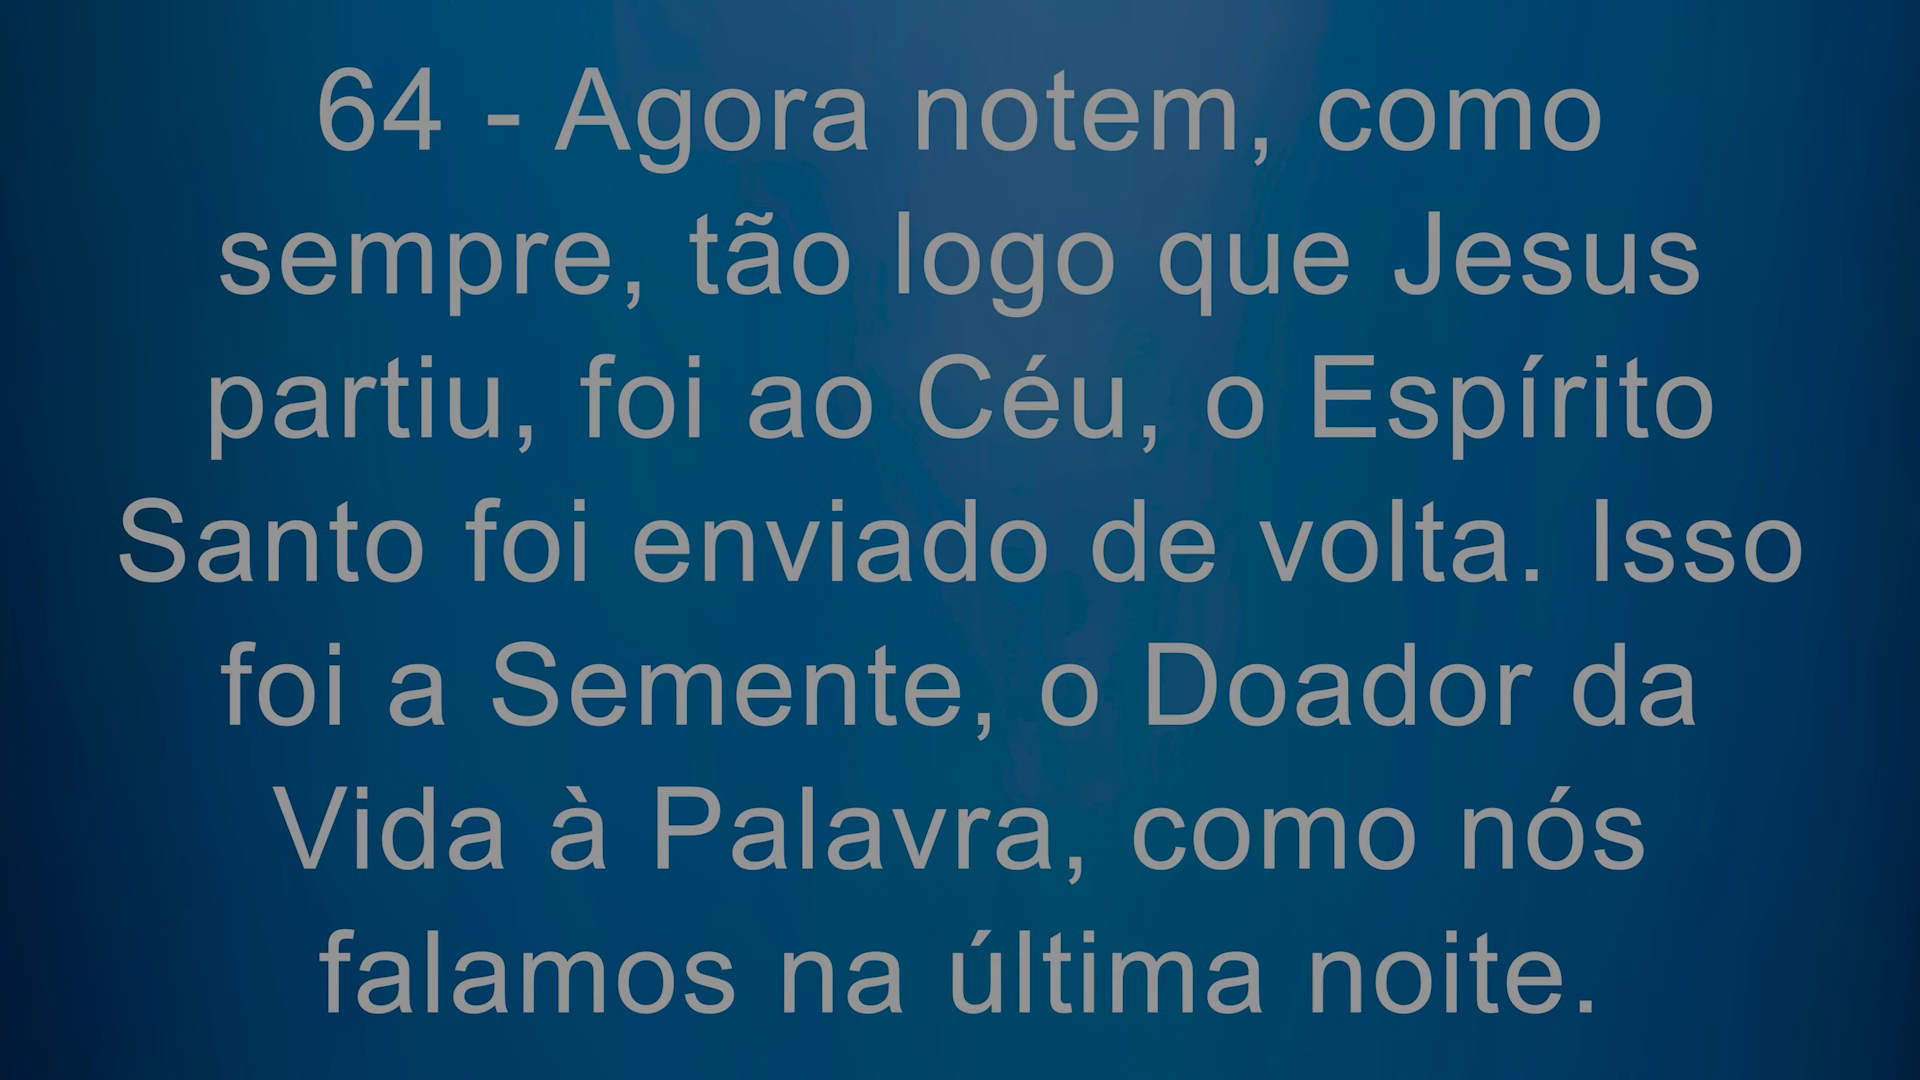 64 - Agora notem, como
sempre, tão logo que Jesus
partiu, foi ao Céu, o Espírito
Santo foi enviado de volta. Isso
foi a Semente, o Doador da
Vida à Palavra, como nós
falamos na última noite.